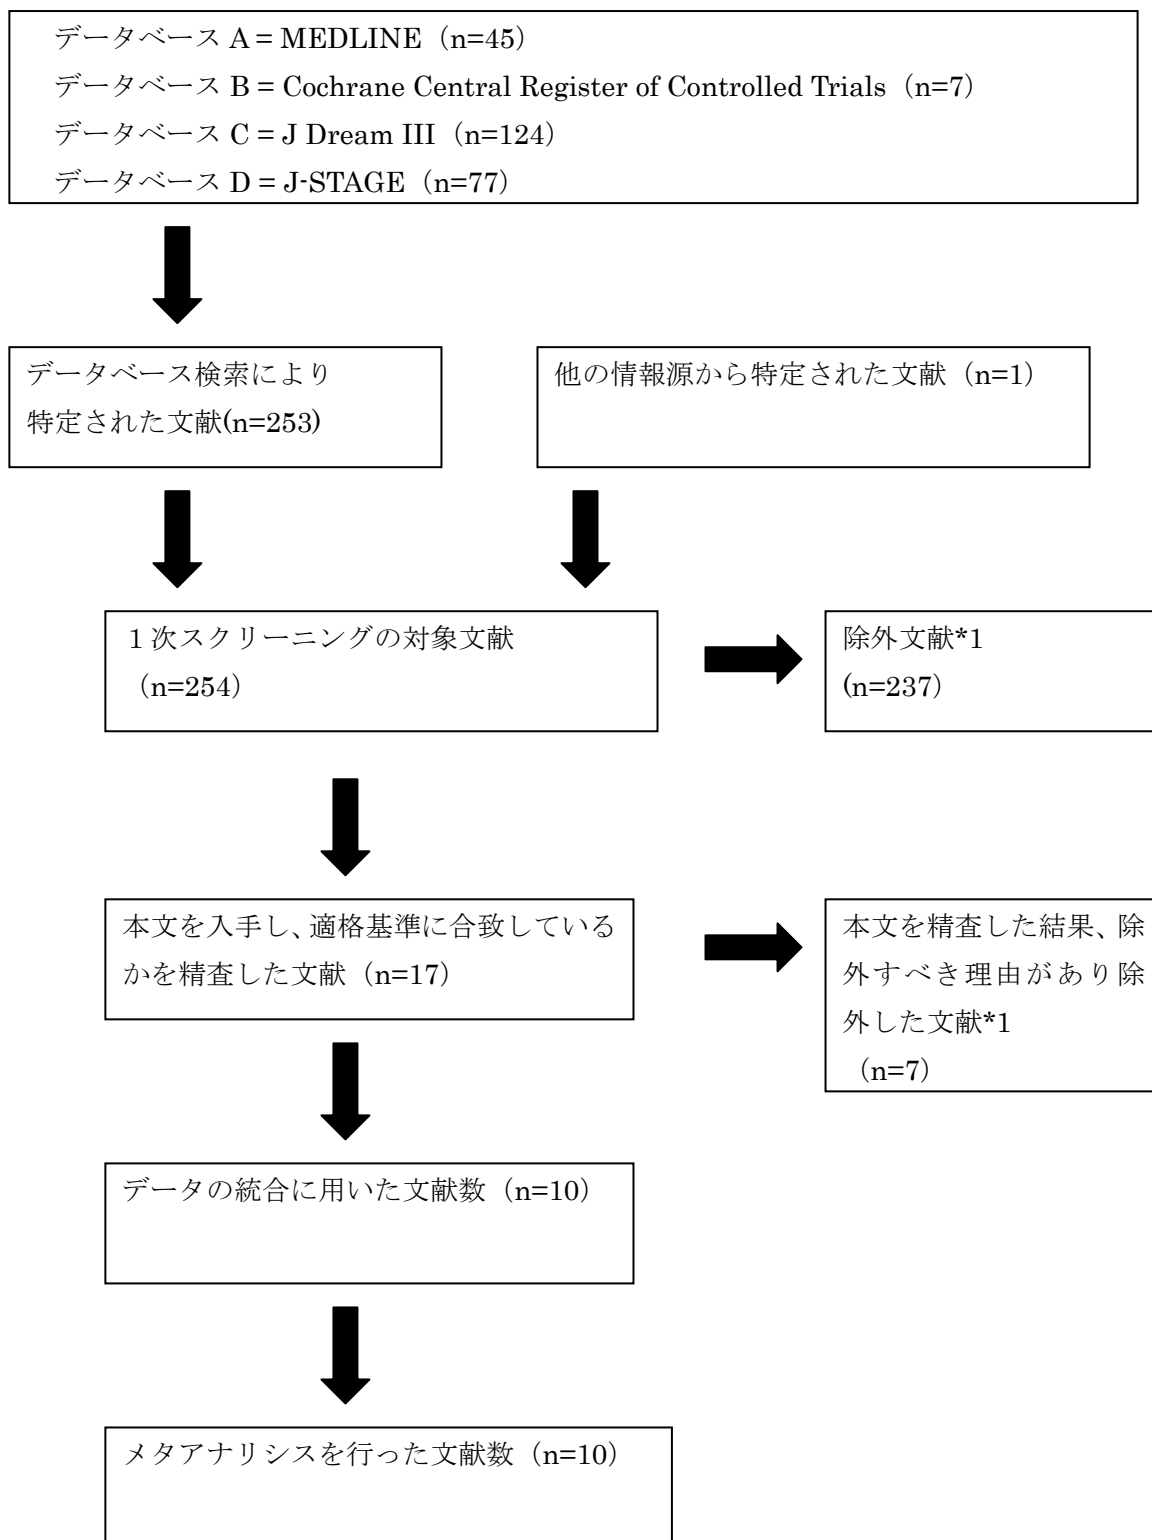 データベース A = MEDLINE（n=45）
データベース B = Cochrane Central Register of Controlled Trials（n=7）
データベース C = J Dream III（n=124）
データベース D = J-STAGE（n=77）
データベース検索により
特定された文献(n=253)
他の情報源から特定された文献（n=1）
１次スクリーニングの対象文献
（n=254）
除外文献*1
(n=237）
本文を入手し、適格基準に合致している
かを精査した文献（n=17）
本文を精査した結果、除
外すべき理由があり除
外した文献*1
（n=7）
データの統合に用いた文献数（n=10）
メタアナリシスを行った文献数（n=10）